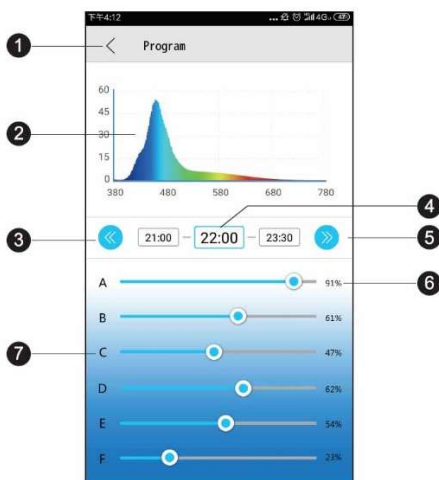 下午4:12 ... 4G
1 Program
60
45
2 30
15
0
380 480 580 680 780
4
3 21:00 - 22:00 - 23:30 5
A 91% 6
B 61%
7 C 47%
D 62%
E 54%
F 23%